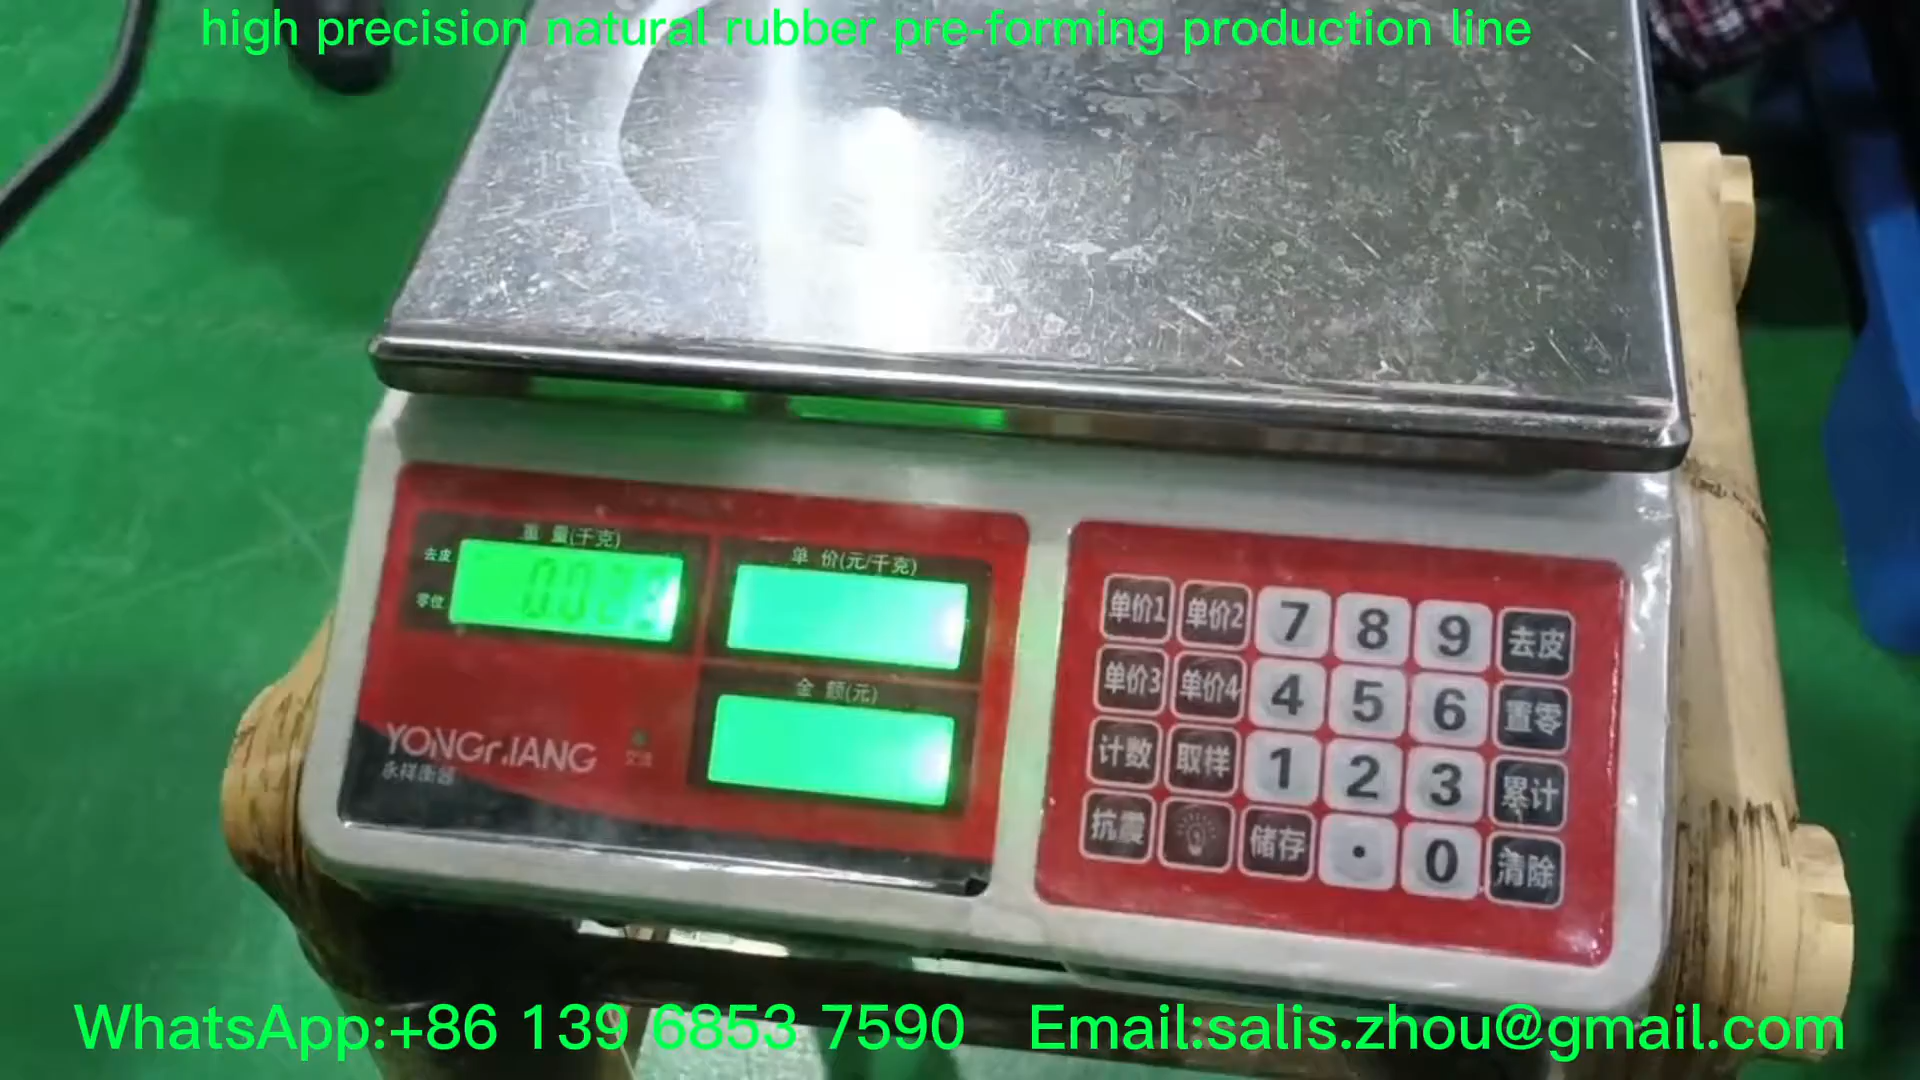 high precision natural rubber pre-forming production line
重 量(千克)
去皮
零位
单 价(元/千克)
金 额(元)
YONGr.IANG
永祥衡器
单价1 单价2 7 8 9 去皮
单价3 单价4 4 5 6 置零
计数 取样 1 2 3 累计
抗震 储存 . 0 清除
WhatsApp:+86 139 6853 7590 Email:salis.zhou@gmail.com